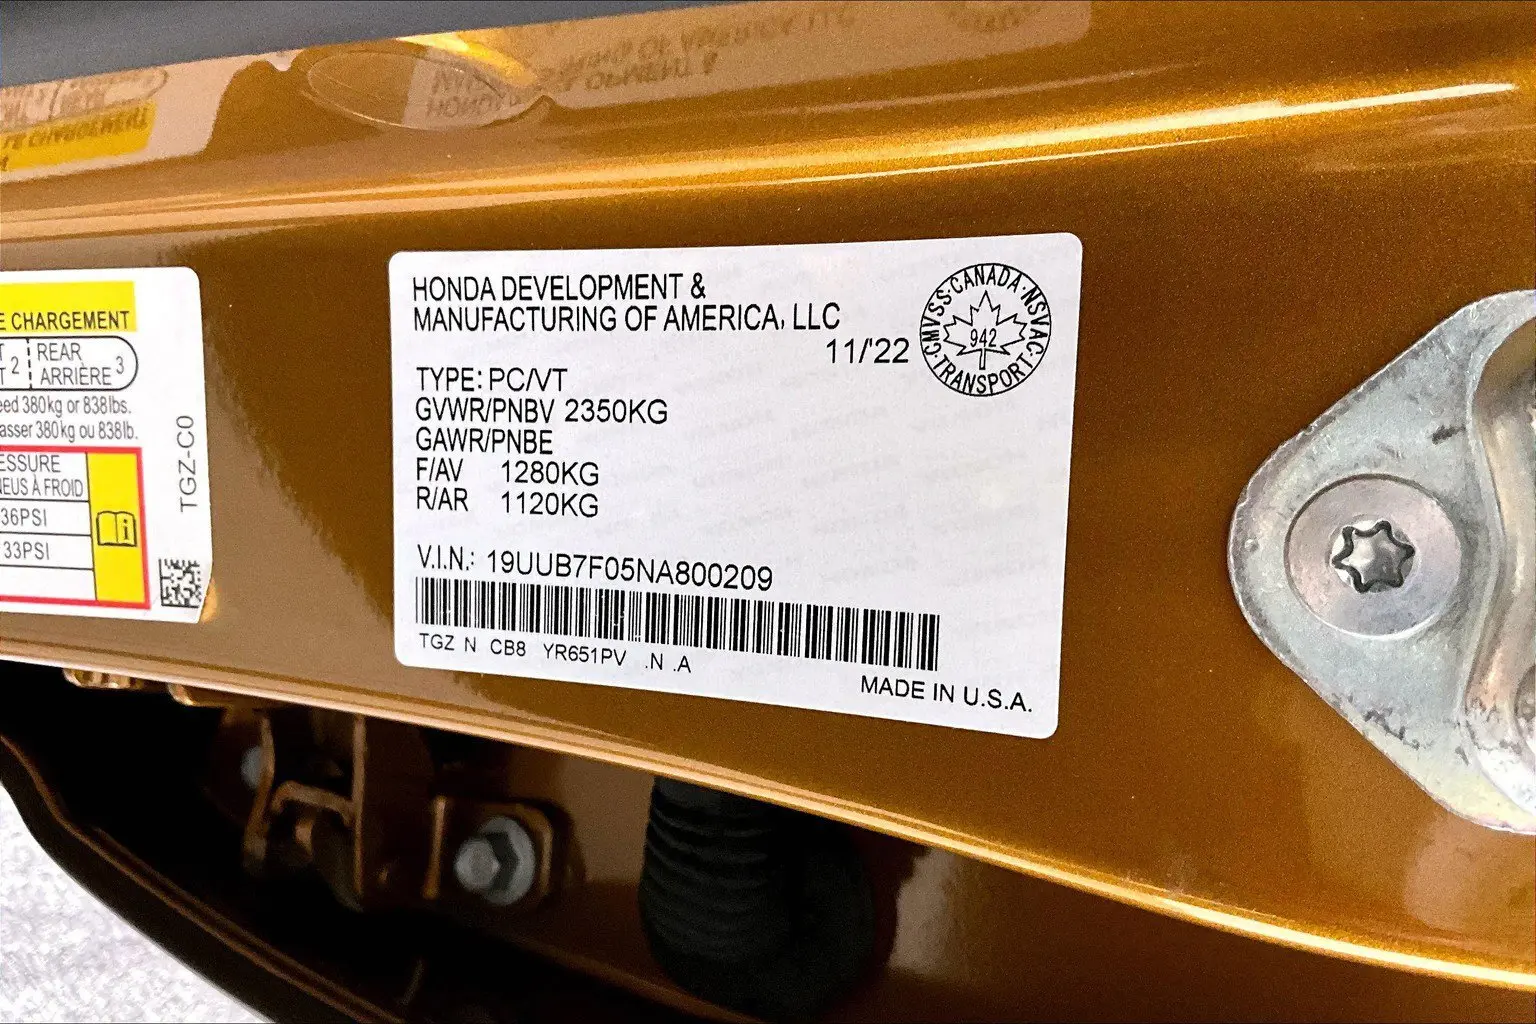 E CHARGEMENT
T 2 REAR 3
T ARRIÈRE
eed 380kg or 838lbs.
asser 380kg ou 838lb.
ESSURE
NEUS À FROID
36PSI
33PSI
TGZ-C0
HONDA DEVELOPMENT &
MANUFACTURING OF AMERICA, LLC
11/'22
CANADA · NSVAC · TRANSPORT · CMVSS ·
942
TYPE: PC/VT
GVWR/PNBV 2350KG
GAWR/PNBE
F/AV 1280KG
R/AR 1120KG
V.I.N.: 19UUB7F05NA800209
TGZ N CB8 YR651PV .N .A
MADE IN U.S.A.